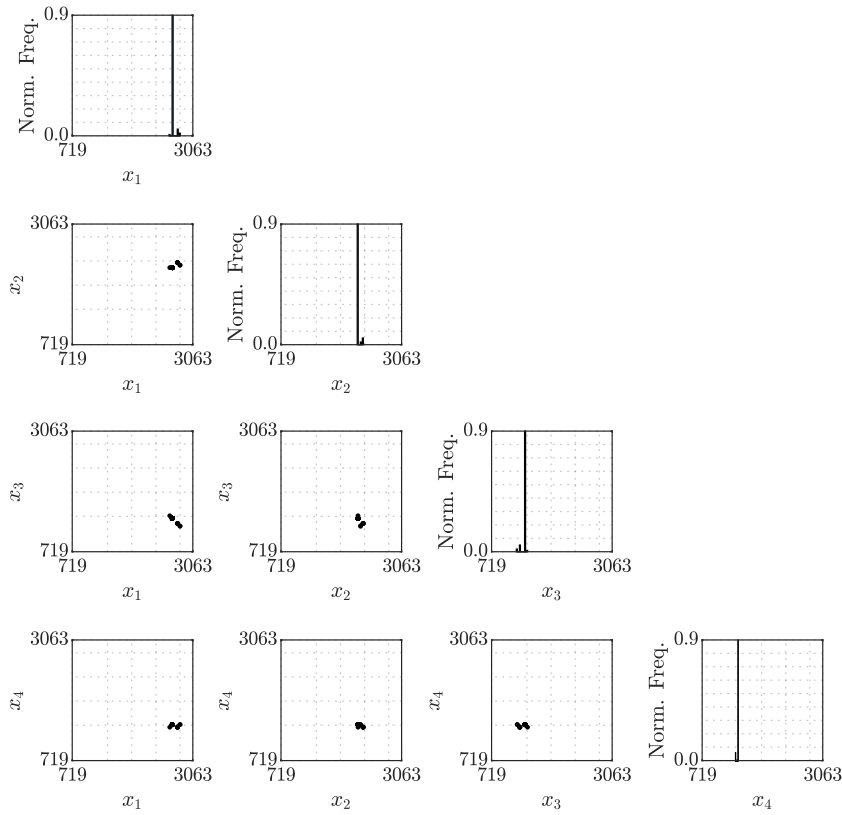 0.9
Norm. Freq.
0.0
719 3063
x₁
3063 0.9
x₂ Norm. Freq.
719 0.0
719 3063 719 3063
x₁ x₂
3063 3063 0.9
x₃ x₃ Norm. Freq.
719 719 0.0
719 3063 719 3063 719 3063
x₁ x₂ x₃
3063 3063 3063 0.9
x₄ x₄ x₄ Norm. Freq.
719 719 719 0.0
719 3063 719 3063 719 3063 719 3063
x₁ x₂ x₃ x₄